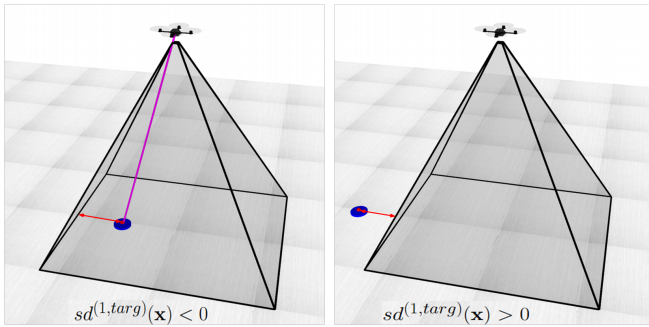 sd^{(1,targ)}(𝐱) < 0
sd^{(1,targ)}(𝐱) > 0